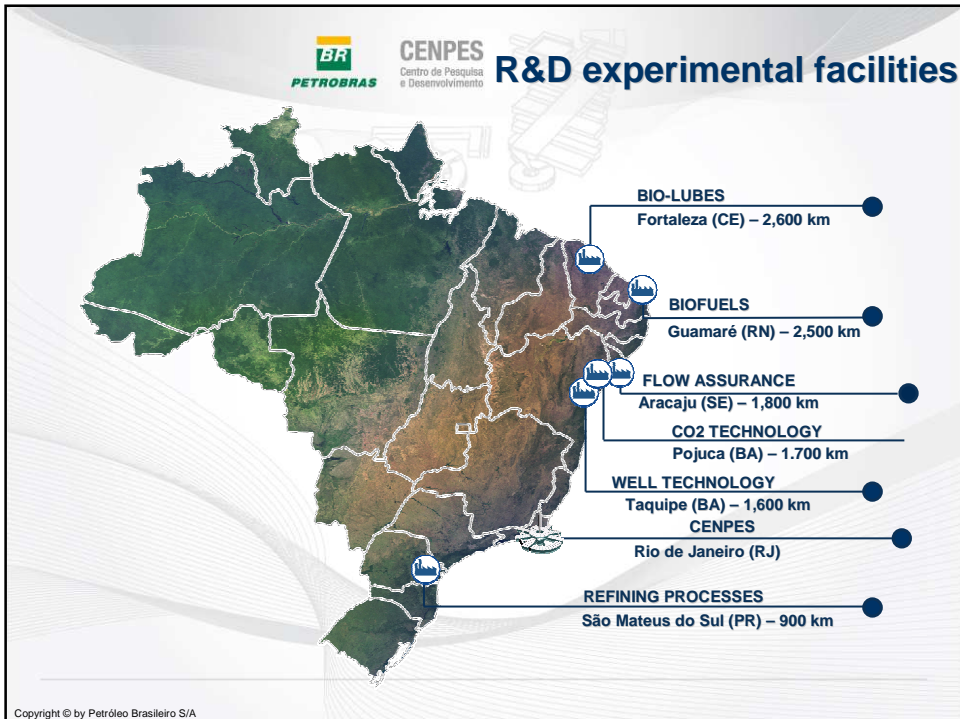 BR
PETROBRAS
CENPES
Centro de Pesquisa
e Desenvolvimento
R&D experimental facilities
BIO-LUBES
Fortaleza (CE) – 2,600 km
BIOFUELS
Guamaré (RN) – 2,500 km
FLOW ASSURANCE
Aracaju (SE) – 1,800 km
CO2 TECHNOLOGY
Pojuca (BA) – 1.700 km
WELL TECHNOLOGY
Taquipe (BA) – 1,600 km
CENPES
Rio de Janeiro (RJ)
REFINING PROCESSES
São Mateus do Sul (PR) – 900 km
Copyright © by Petróleo Brasileiro S/A